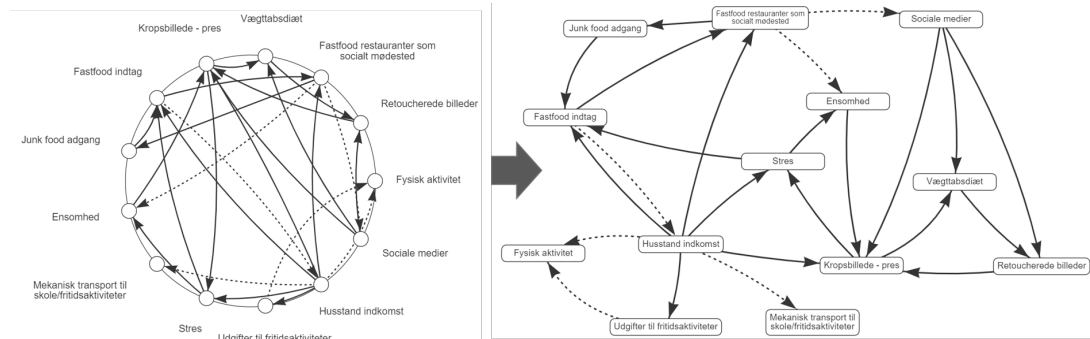 Vægttabsdiæt
Kropsbillede - pres
Fastfood restauranter som
socialt mødested
Fastfood indtag
Retoucherede billeder
Junk food adgang
Fysisk aktivitet
Ensomhed
Sociale medier
Mekanisk transport til
skole/fritidsaktiviteter
Husstand indkomst
Stres
Udgifter til fritidsaktiviteter
Fastfood restauranter som
socialt mødested
Sociale medier
Junk food adgang
Ensomhed
Fastfood indtag
Stres
Vægttabsdiæt
Husstand indkomst
Fysisk aktivitet
Kropsbillede - pres
Retoucherede billeder
Mekanisk transport til
skole/fritidsaktiviteter
Udgifter til fritidsaktiviteter